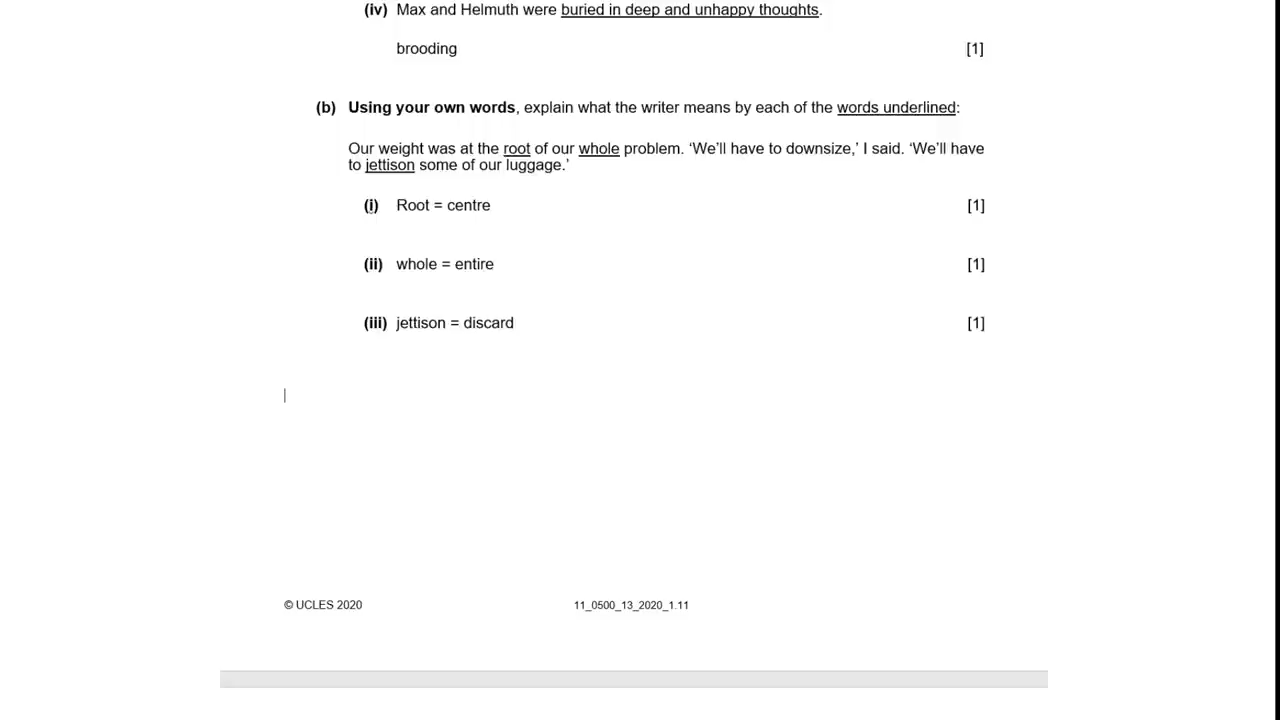 (iv) Max and Helmuth were buried in deep and unhappy thoughts.
brooding [1]
(b) Using your own words, explain what the writer means by each of the words underlined:
Our weight was at the root of our whole problem. ‘We’ll have to downsize,’ I said. ‘We’ll have
to jettison some of our luggage.’
(i) Root = centre [1]
(ii) whole = entire [1]
(iii) jettison = discard [1]
© UCLES 2020 11_0500_13_2020_1.11